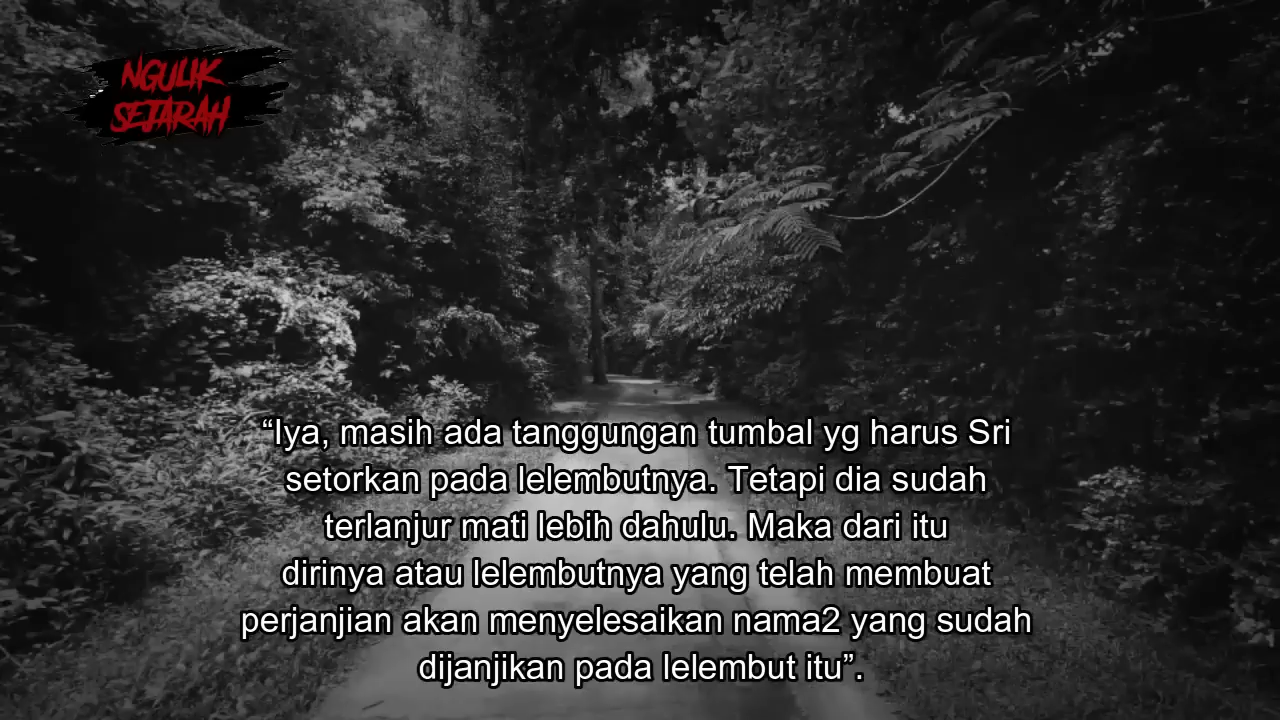 NGULIK
SEJARAH
“Iya, masih ada tanggungan tumbal yg harus Sri
setorkan pada lelembutnya. Tetapi dia sudah
terlanjur mati lebih dahulu. Maka dari itu
dirinya atau lelembutnya yang telah membuat
perjanjian akan menyelesaikan nama2 yang sudah
dijanjikan pada lelembut itu”.